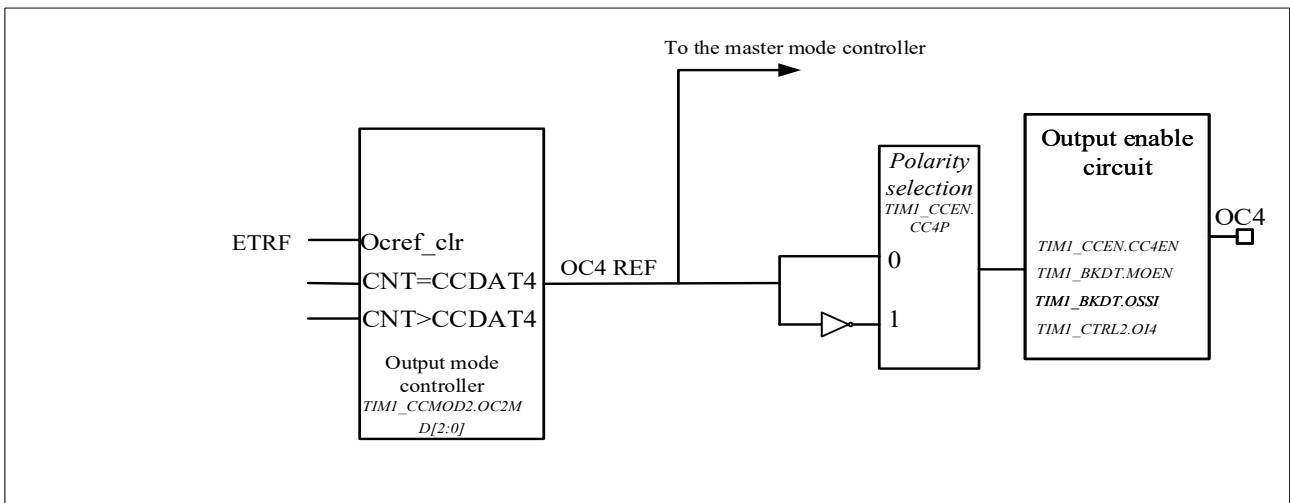 To the master mode controller
ETRF
Ocref_clr
CNT=CCDAT4
CNT>CCDAT4
Output mode
controller
TIM1_CCMOD2.OC2M
D[2:0]
OC4 REF
Polarity
selection
TIM1_CCEN.
CC4P
0
1
Output enable
circuit
TIM1_CCEN.CC4EN
TIM1_BKDT.MOEN
TIM1_BKDT.OSSI
TIM1_CTRL2.OI4
OC4